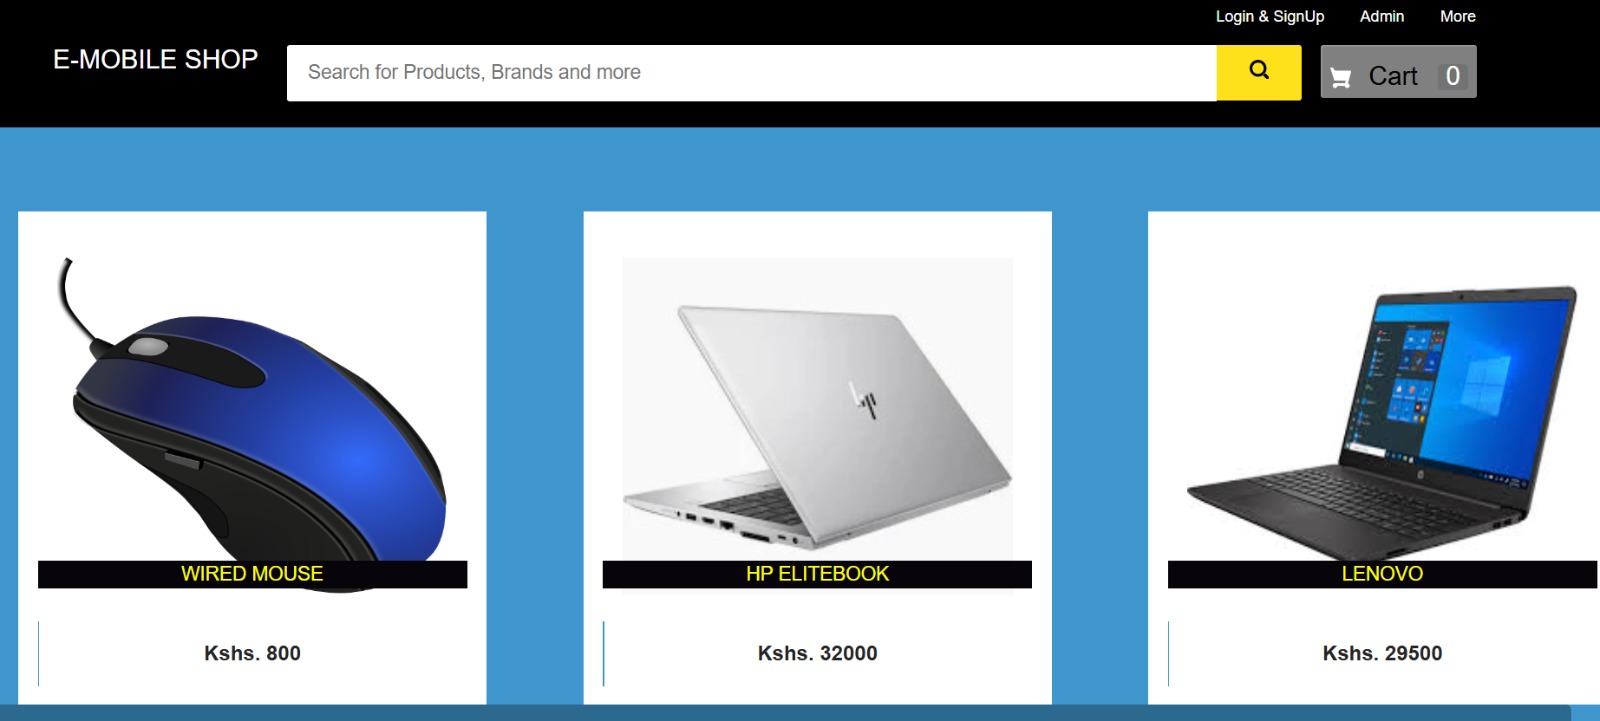 Login & SignUp Admin More
E-MOBILE SHOP
Search for Products, Brands and more
Cart 0
WIRED MOUSE
HP ELITEBOOK
LENOVO
Kshs. 800
Kshs. 32000
Kshs. 29500